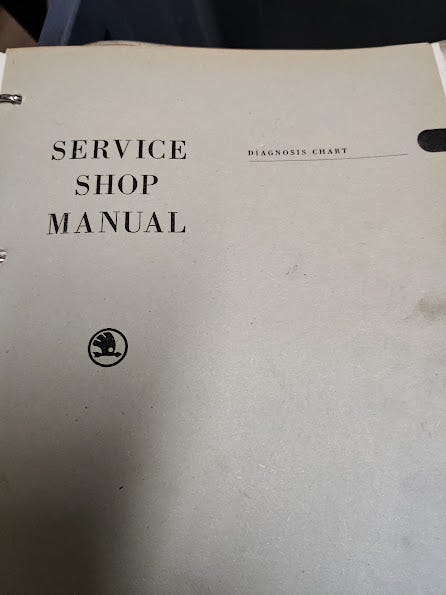 SERVICE
SHOP
MANUAL
DIAGNOSIS CHART